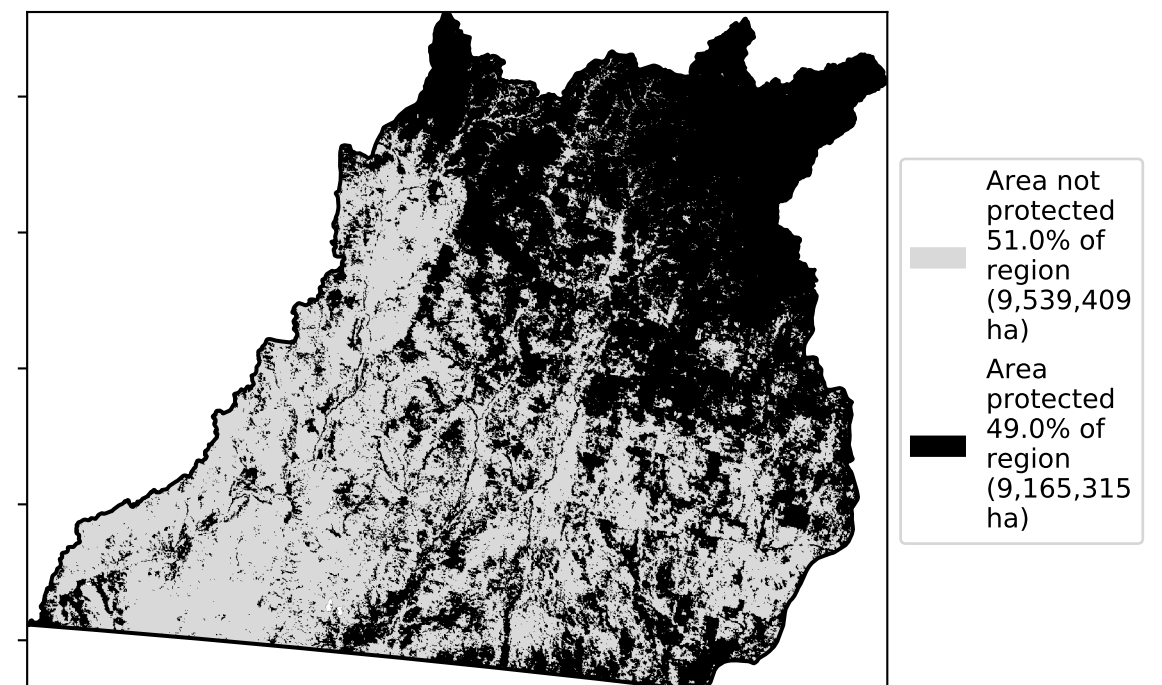 Area not
protected
51.0% of
region
(9,539,409
ha)
Area
protected
49.0% of
region
(9,165,315
ha)